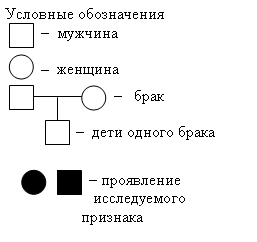 Условные обозначения
– мужчина
– женщина
– брак
– дети одного брака
– проявление
исследуемого
признака